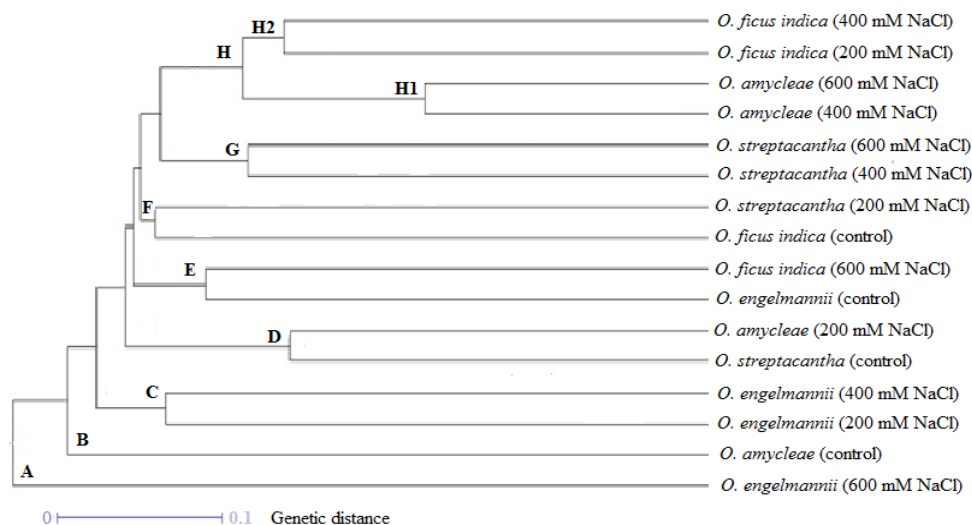 H2
O. ficus indica (400 mM NaCl)
H
O. ficus indica (200 mM NaCl)
H1
O. amycleae (600 mM NaCl)
O. amycleae (400 mM NaCl)
G
O. streptacantha (600 mM NaCl)
O. streptacantha (400 mM NaCl)
F
O. streptacantha (200 mM NaCl)
O. ficus indica (control)
E
O. ficus indica (600 mM NaCl)
O. engelmannii (control)
D
O. amycleae (200 mM NaCl)
O. streptacantha (control)
C
O. engelmannii (400 mM NaCl)
O. engelmannii (200 mM NaCl)
B
O. amycleae (control)
A
O. engelmannii (600 mM NaCl)
0 0.1 Genetic distance